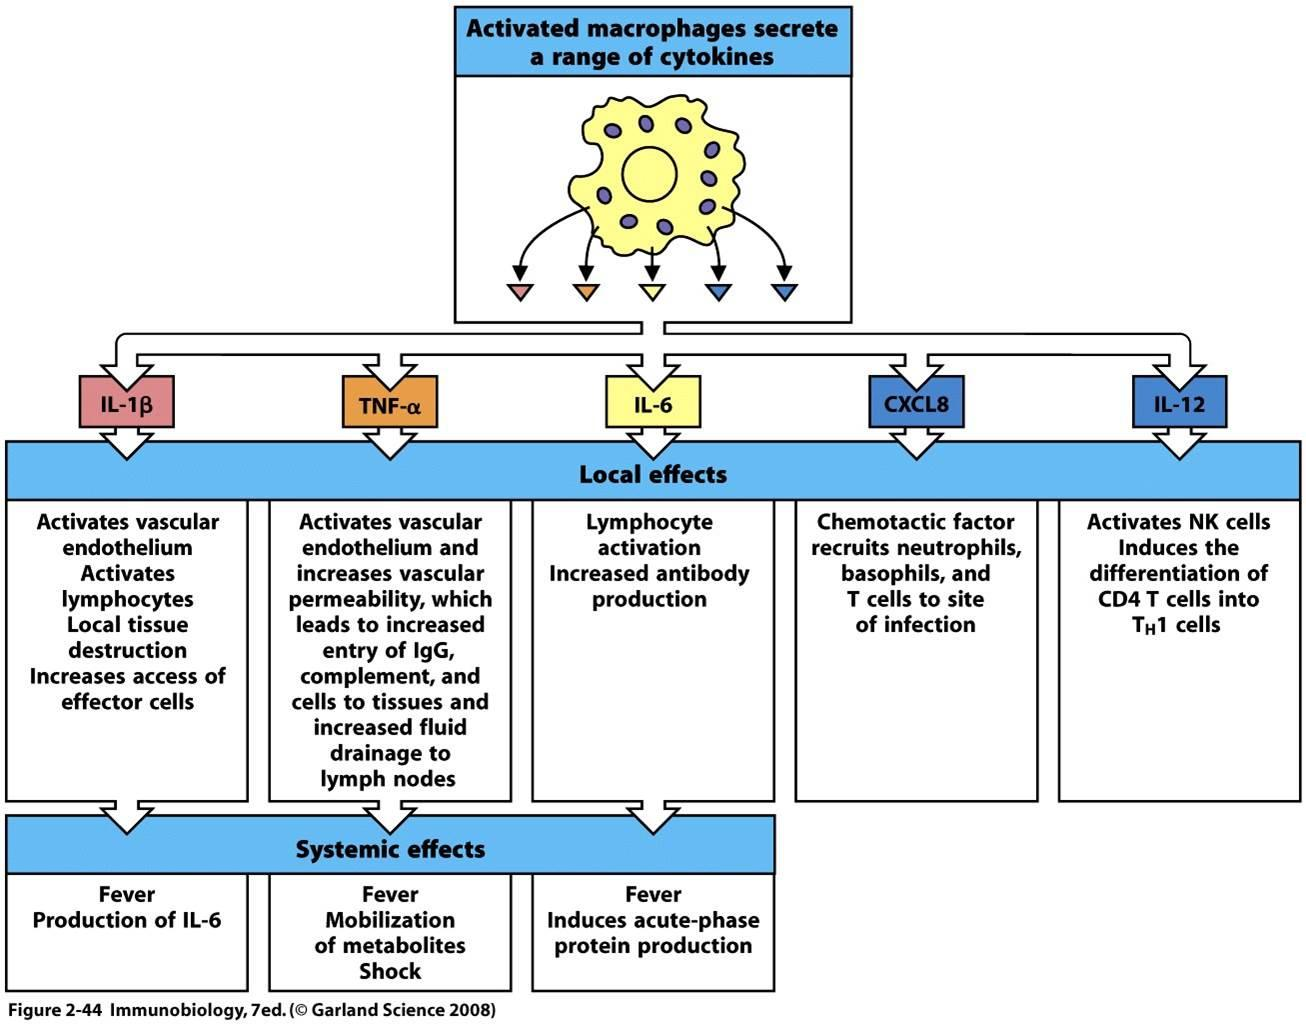 Activated macrophages secrete
a range of cytokines
IL-1β
TNF-α
IL-6
CXCL8
IL-12
Local effects
Activates vascular
endothelium
Activates
lymphocytes
Local tissue
destruction
Increases access of
effector cells
Activates vascular
endothelium and
increases vascular
permeability, which
leads to increased
entry of IgG,
complement, and
cells to tissues and
increased fluid
drainage to
lymph nodes
Lymphocyte
activation
Increased antibody
production
Chemotactic factor
recruits neutrophils,
basophils, and
T cells to site
of infection
Activates NK cells
Induces the
differentiation of
CD4 T cells into
TH1 cells
Systemic effects
Fever
Production of IL-6
Fever
Mobilization
of metabolites
Shock
Fever
Induces acute-phase
protein production
Figure 2-44 Immunobiology, 7ed. (© Garland Science 2008)